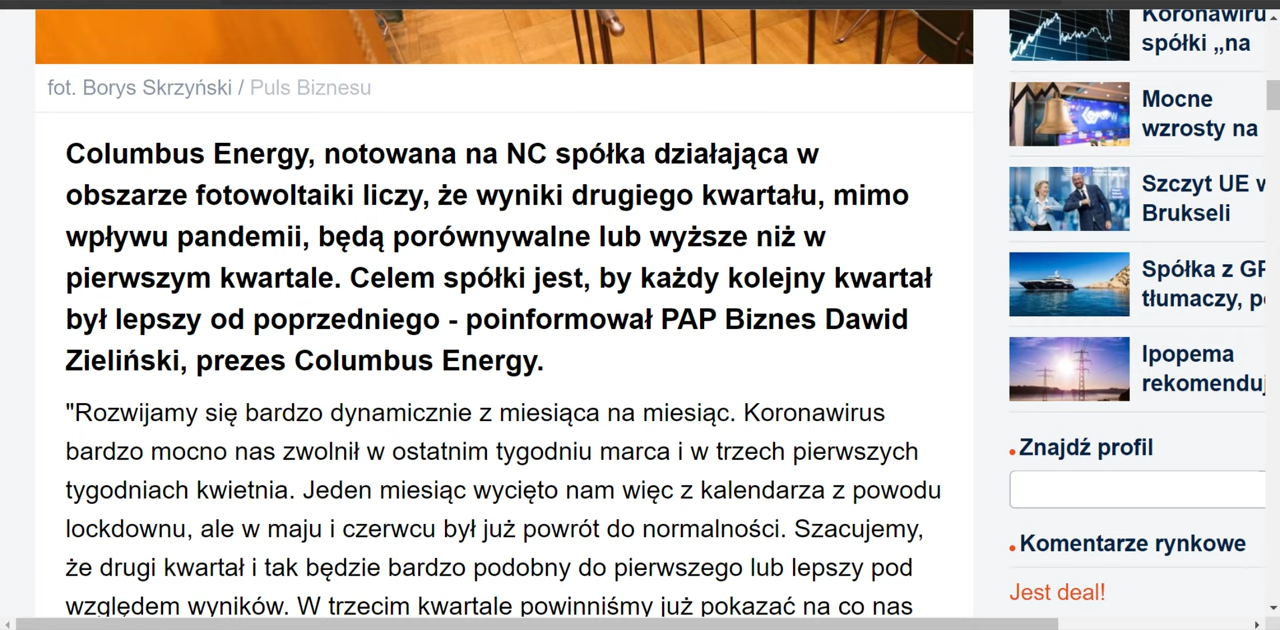 fot. Borys Skrzyński / Puls Biznesu
Columbus Energy, notowana na NC spółka działająca w
obszarze fotowoltaiki liczy, że wyniki drugiego kwartału, mimo
wpływu pandemii, będą porównywalne lub wyższe niż w
pierwszym kwartale. Celem spółki jest, by każdy kolejny kwartał
był lepszy od poprzedniego - poinformował PAP Biznes Dawid
Zieliński, prezes Columbus Energy.
"Rozwijamy się bardzo dynamicznie z miesiąca na miesiąc. Koronawirus
bardzo mocno nas zwolnił w ostatnim tygodniu marca i w trzech pierwszych
tygodniach kwietnia. Jeden miesiąc wycięto nam więc z kalendarza z powodu
lockdownu, ale w maju i czerwcu był już powrót do normalności. Szacujemy,
że drugi kwartał i tak będzie bardzo podobny do pierwszego lub lepszy pod
względem wyników. W trzecim kwartale powinniśmy już pokazać na co nas
Koronawiru
spółki „na
Mocne
wzrosty na
Szczyt UE w
Brukseli
Spółka z GP
tłumaczy, po
Ipopema
rekomenduj
Znajdź profil
Komentarze rynkowe
Jest deal!